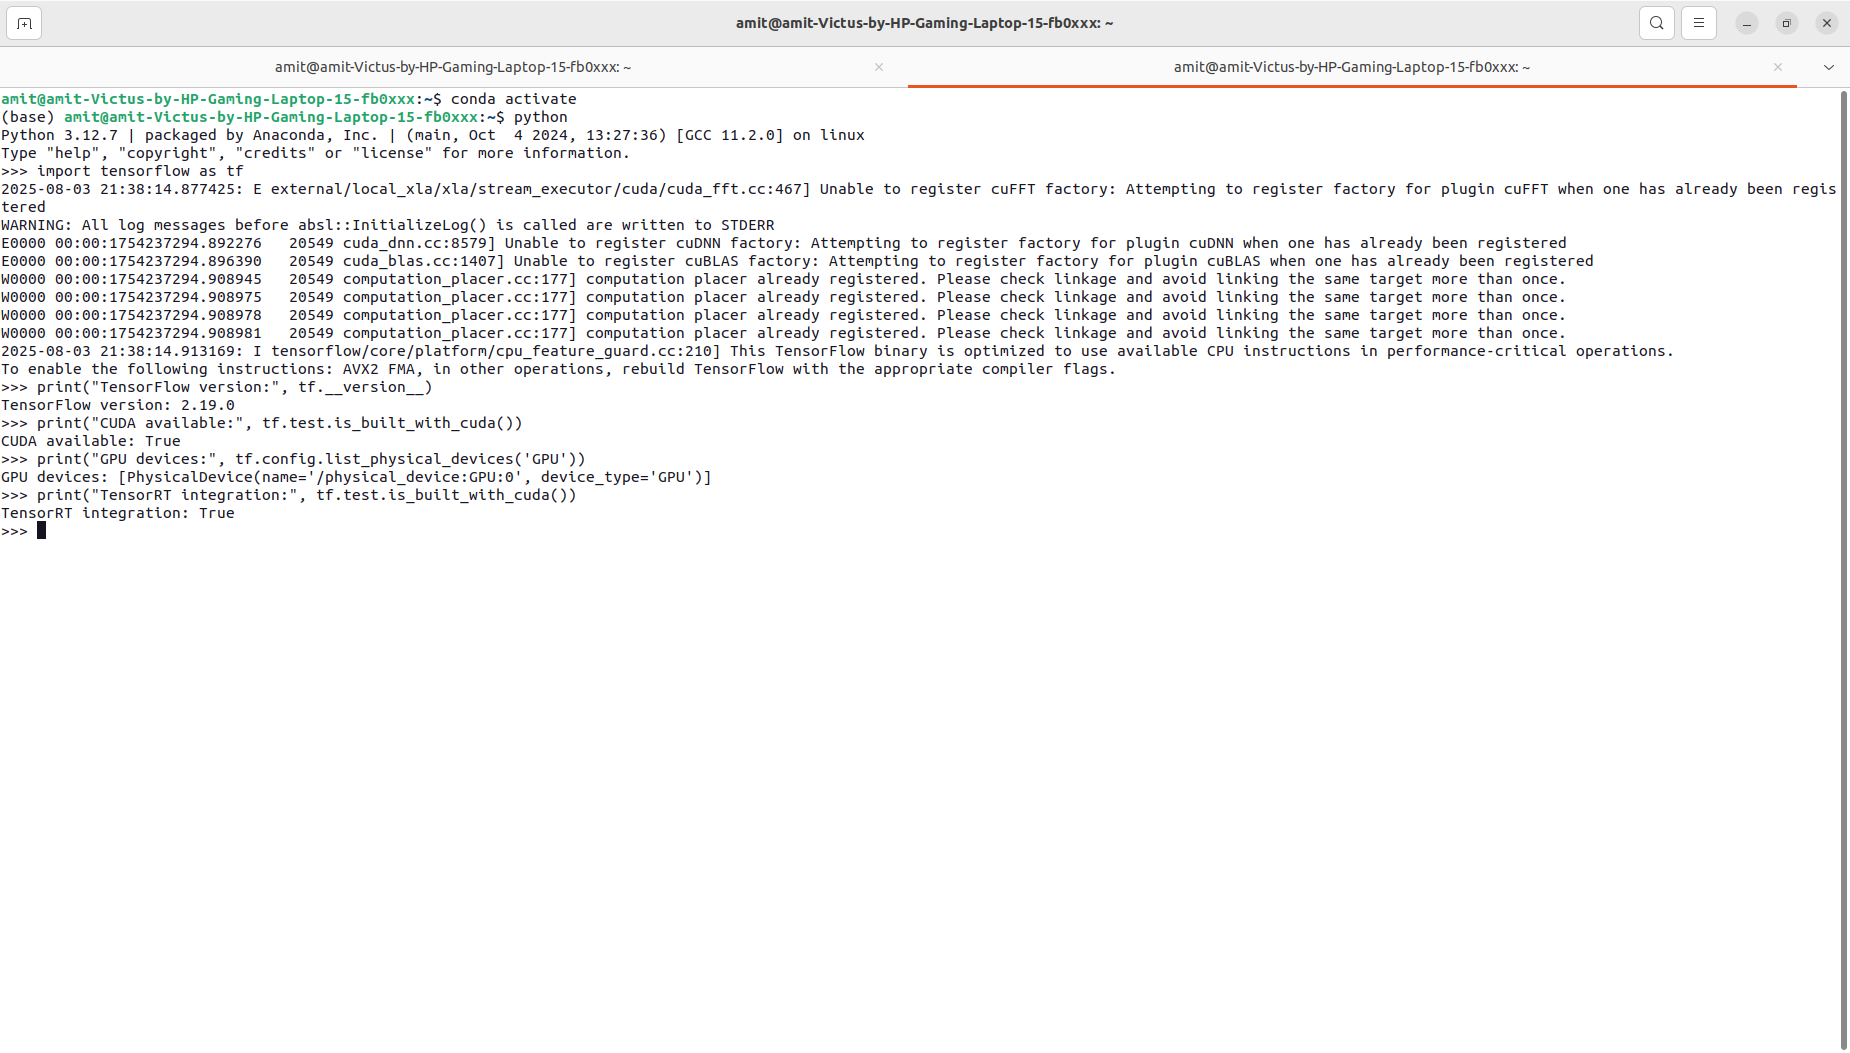 amit@amit-Victus-by-HP-Gaming-Laptop-15-fb0xxx: ~
amit@amit-Victus-by-HP-Gaming-Laptop-15-fb0xxx: ~
amit@amit-Victus-by-HP-Gaming-Laptop-15-fb0xxx: ~
amit@amit-Victus-by-HP-Gaming-Laptop-15-fb0xxx:~$ conda activate
(base) amit@amit-Victus-by-HP-Gaming-Laptop-15-fb0xxx:~$ python
Python 3.12.7 | packaged by Anaconda, Inc. | (main, Oct  4 2024, 13:27:36) [GCC 11.2.0] on linux
Type "help", "copyright", "credits" or "license" for more information.
>>> import tensorflow as tf
2025-08-03 21:38:14.877425: E external/local_xla/xla/stream_executor/cuda/cuda_fft.cc:467] Unable to register cuFFT factory: Attempting to register factory for plugin cuFFT when one has already been regis
tered
WARNING: All log messages before absl::InitializeLog() is called are written to STDERR
E0000 00:00:1754237294.892276   20549 cuda_dnn.cc:8579] Unable to register cuDNN factory: Attempting to register factory for plugin cuDNN when one has already been registered
E0000 00:00:1754237294.896390   20549 cuda_blas.cc:1407] Unable to register cuBLAS factory: Attempting to register factory for plugin cuBLAS when one has already been registered
W0000 00:00:1754237294.908945   20549 computation_placer.cc:177] computation placer already registered. Please check linkage and avoid linking the same target more than once.
W0000 00:00:1754237294.908975   20549 computation_placer.cc:177] computation placer already registered. Please check linkage and avoid linking the same target more than once.
W0000 00:00:1754237294.908978   20549 computation_placer.cc:177] computation placer already registered. Please check linkage and avoid linking the same target more than once.
W0000 00:00:1754237294.908981   20549 computation_placer.cc:177] computation placer already registered. Please check linkage and avoid linking the same target more than once.
2025-08-03 21:38:14.913169: I tensorflow/core/platform/cpu_feature_guard.cc:210] This TensorFlow binary is optimized to use available CPU instructions in performance-critical operations.
To enable the following instructions: AVX2 FMA, in other operations, rebuild TensorFlow with the appropriate compiler flags.
>>> print("TensorFlow version:", tf.__version__)
TensorFlow version: 2.19.0
>>> print("CUDA available:", tf.test.is_built_with_cuda())
CUDA available: True
>>> print("GPU devices:", tf.config.list_physical_devices('GPU'))
GPU devices: [PhysicalDevice(name='/physical_device:GPU:0', device_type='GPU')]
>>> print("TensorRT integration:", tf.test.is_built_with_cuda())
TensorRT integration: True
>>>